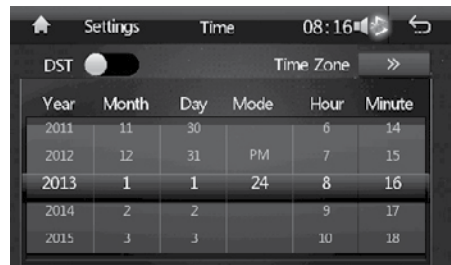 Settings Time 08:16
DST Time Zone »
Year Month Day Mode Hour Minute
2011 11 30 6 14
2012 12 31 PM 7 15
2013 1 1 24 8 16
2014 2 2 9 17
2015 3 3 10 18